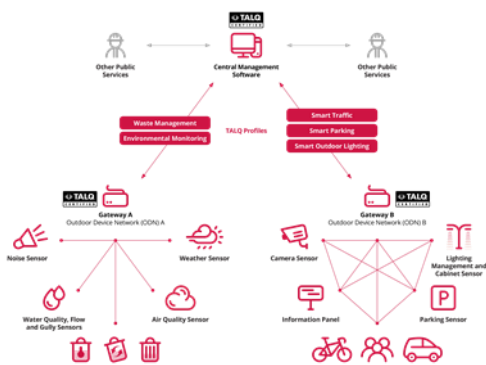 TALQ
CERTIFIED
Other Public
Services
Central Management
Software
Other Public
Services
Waste Management
Environmental Monitoring
TALQ Profiles
Smart Traffic
Smart Parking
Smart Outdoor Lighting
TALQ
CERTIFIED
Gateway A
Outdoor Device Network (ODN) A
TALQ
CERTIFIED
Gateway B
Outdoor Device Network (ODN) B
Noise Sensor
Weather Sensor
Camera Sensor
Lighting
Management and
Cabinet Sensor
Water Quality, Flow
and Gully Sensors
Air Quality Sensor
Information Panel
P
Parking Sensor